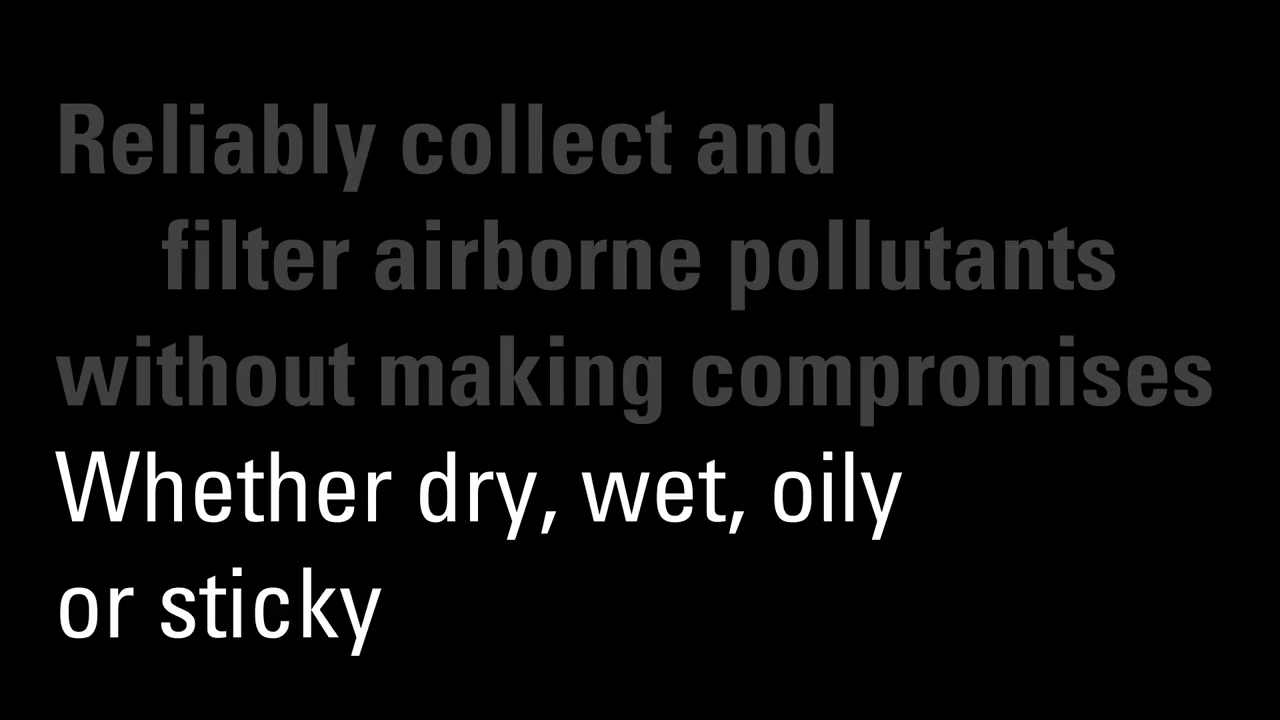 Reliably collect and
filter airborne pollutants
without making compromises
Whether dry, wet, oily
or sticky